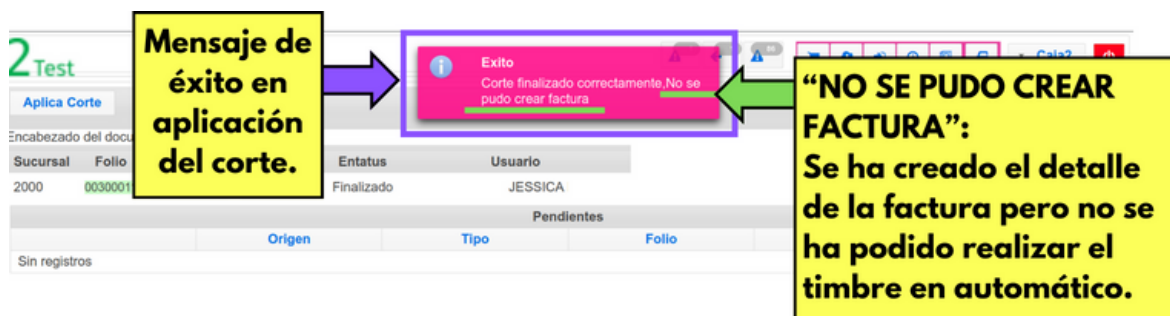 2 Test
Mensaje de
éxito en
aplicación
del corte.
Exito
Corte finalizado correctamente,No se
pudo crear factura
Caja2
Aplica Corte
Encabezado del docu
Sucursal Folio Entatus Usuario
2000 Finalizado JESSICA
Pendientes
Origen Tipo Folio
Sin registros
“NO SE PUDO CREAR
FACTURA”:
Se ha creado el detalle
de la factura pero no se
ha podido realizar el
timbre en automático.